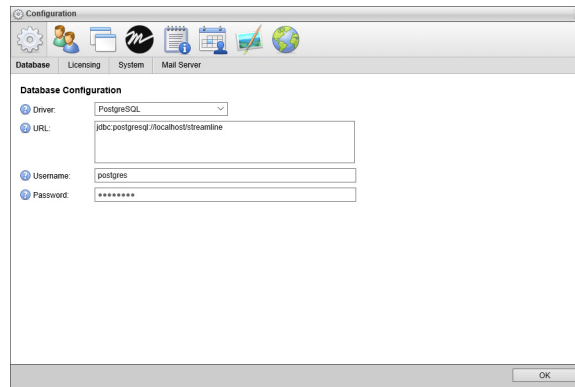 Configuration
Database Licensing System Mail Server
Database Configuration
? Driver: PostgreSQL
? URL: jdbc:postgresql://localhost/streamline
? Username: postgres
? Password: ●●●●●●●●
OK